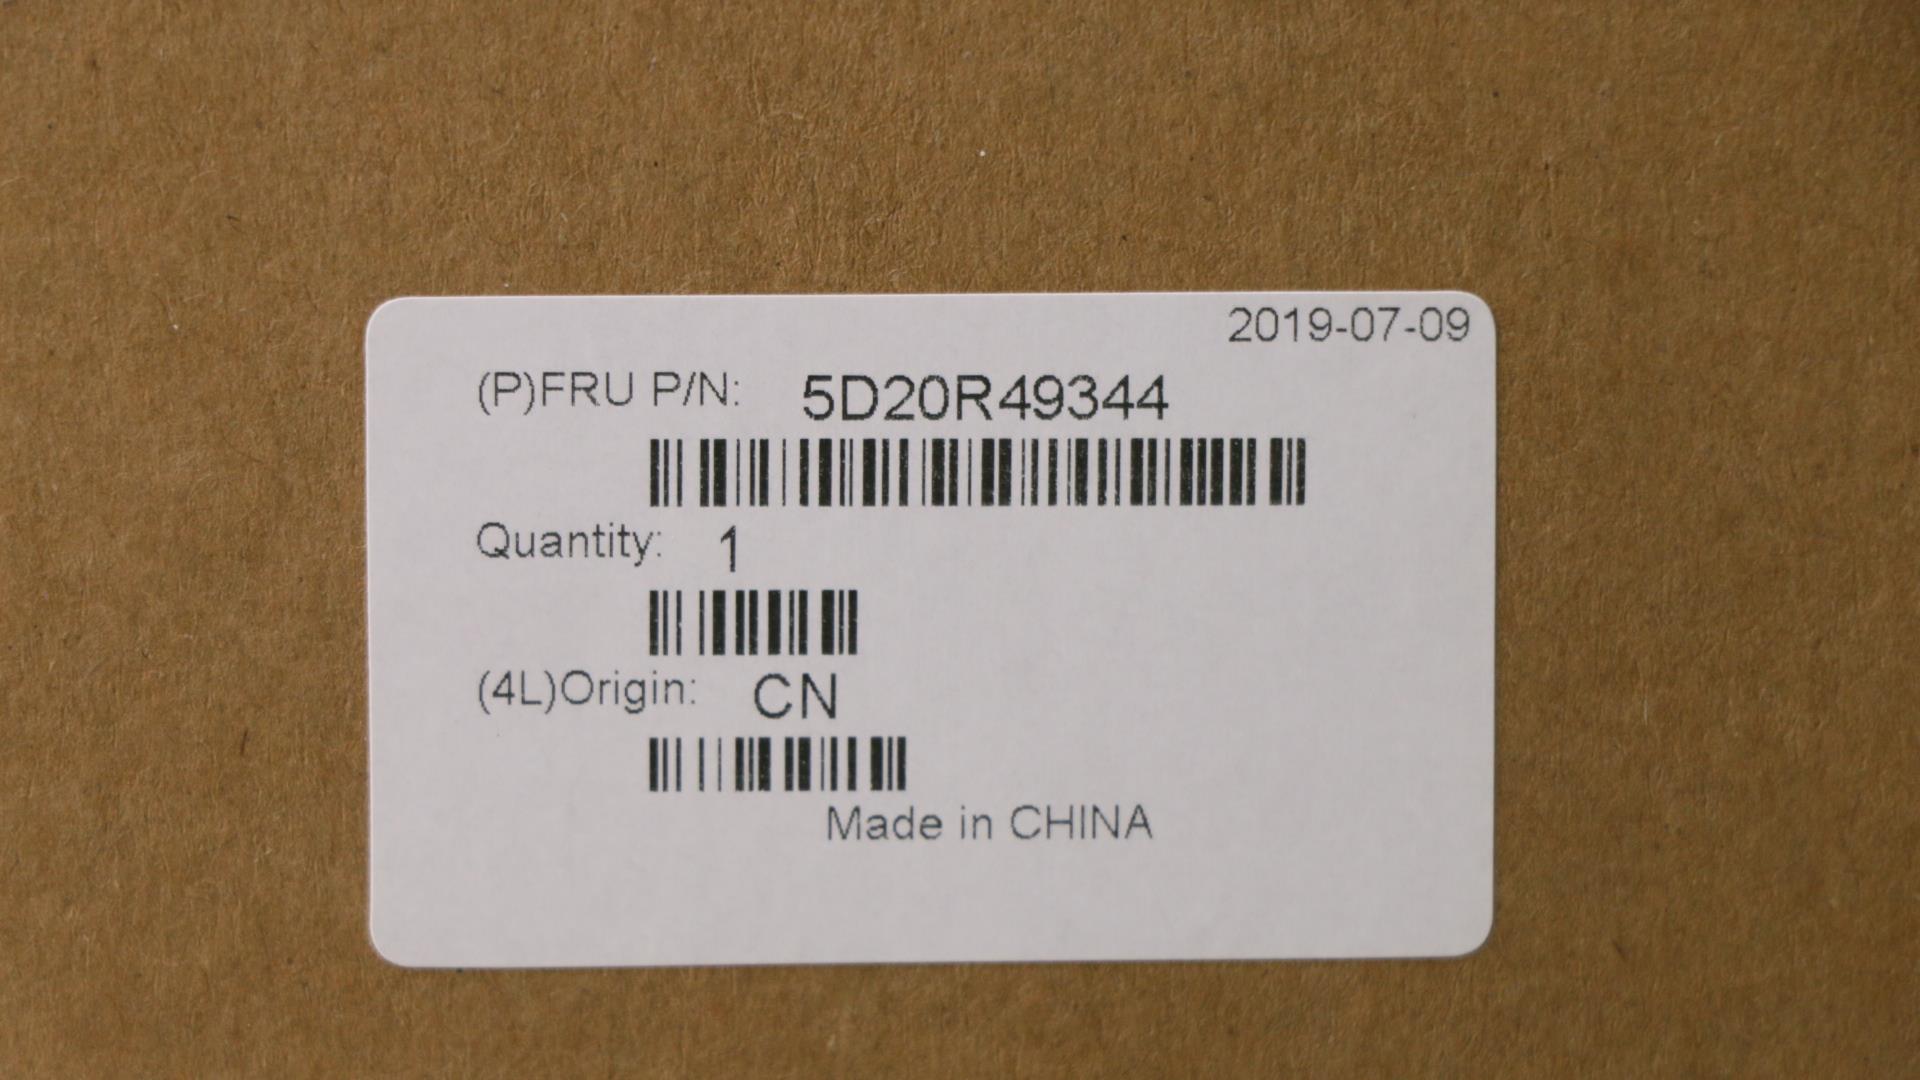 2019-07-09
(P)FRU P/N: 5D20R49344
Quantity: 1
(4L)Origin: CN
Made in CHINA